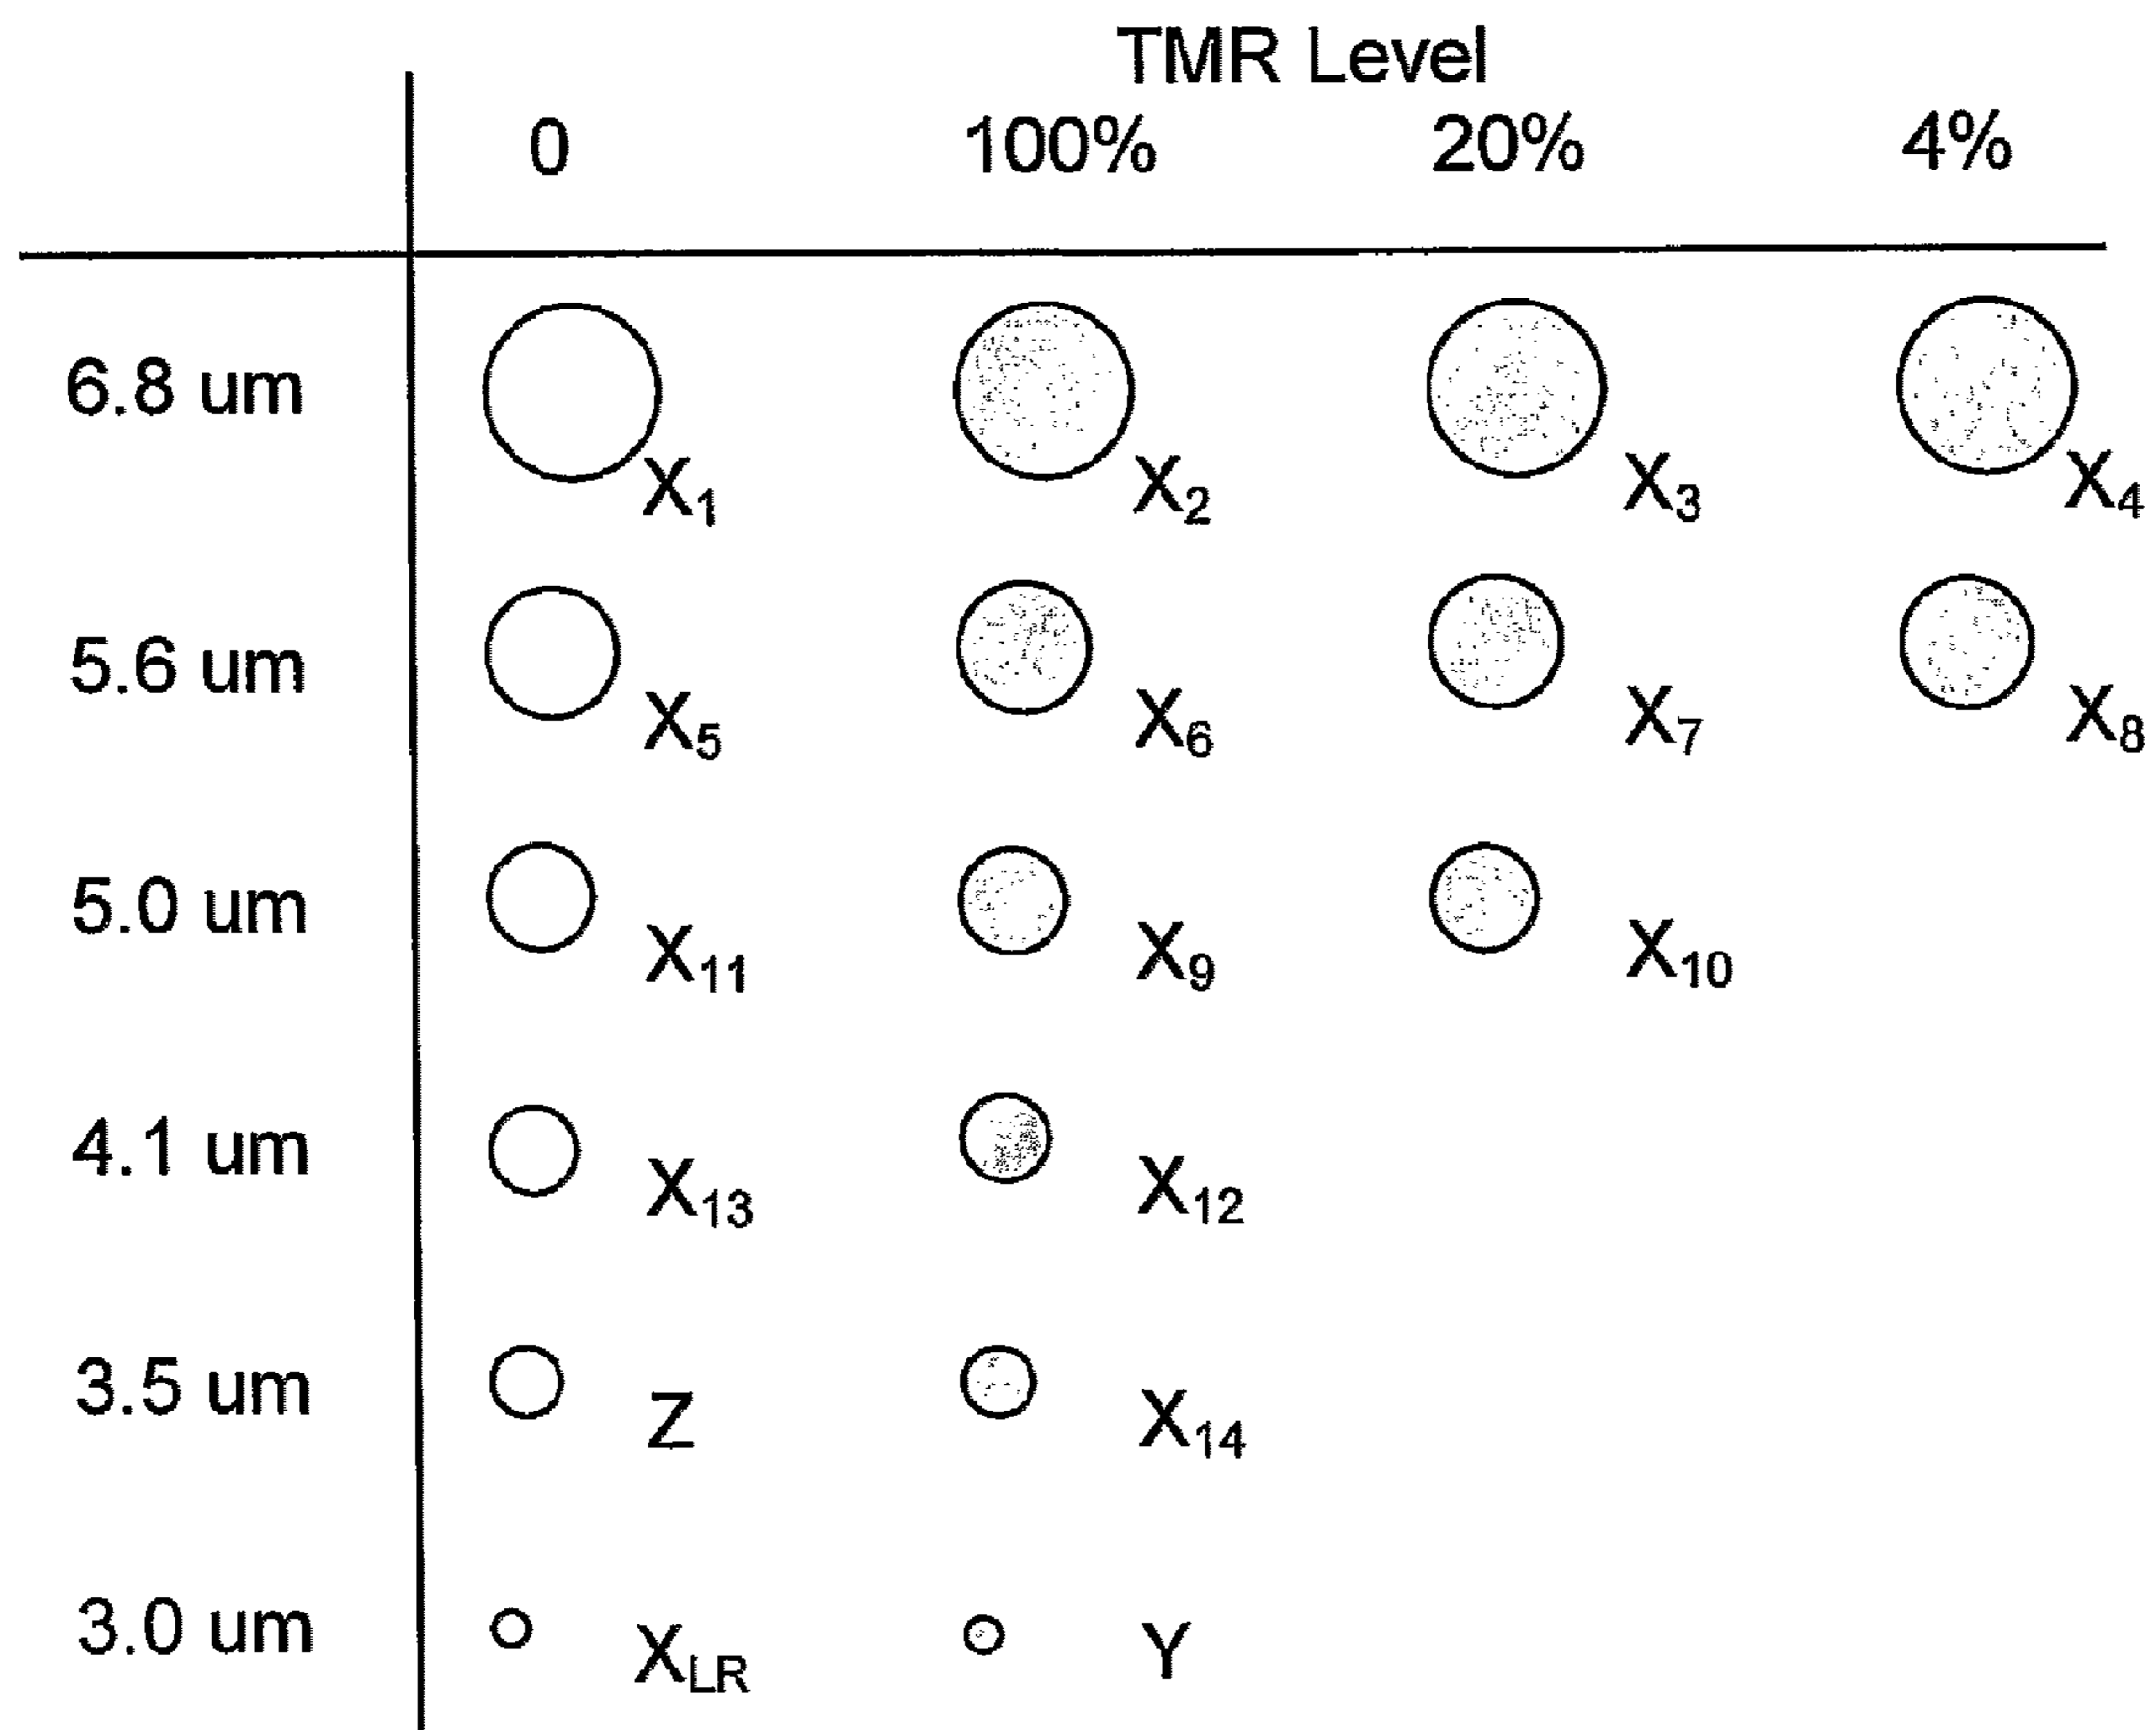 TMR Level
0 100% 20% 4%
6.8 um X₁ X₂ X₃ X₄
5.6 um X₅ X₆ X₇ X₈
5.0 um X₁₁ X₉ X₁₀
4.1 um X₁₃ X₁₂
3.5 um Z X₁₄
3.0 um X_LR Y